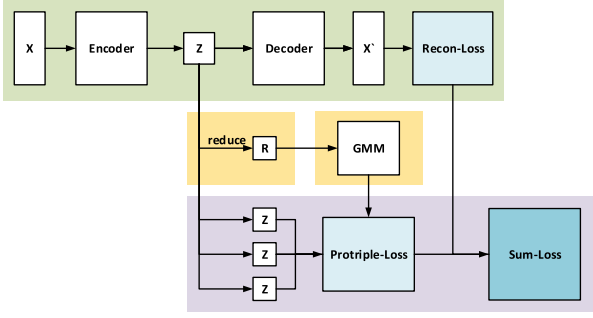 X
Encoder
Z
Decoder
X`
Recon-Loss
reduce
R
GMM
Z
Z
Z
Protriple-Loss
Sum-Loss